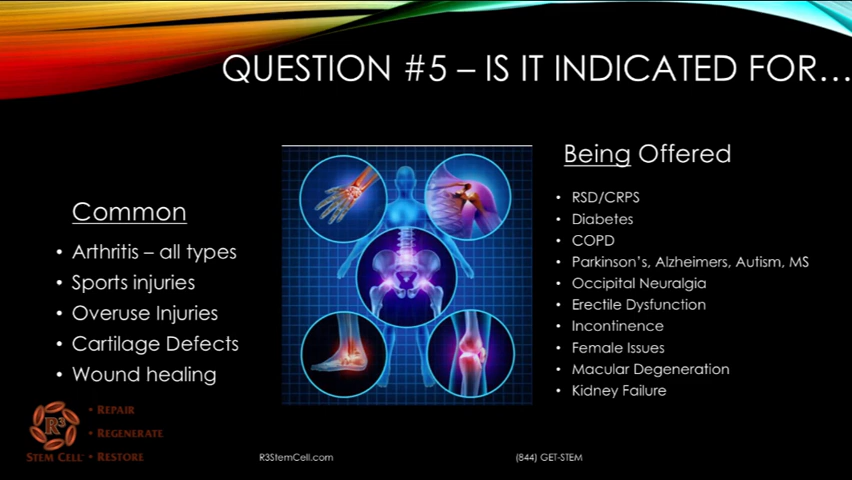 QUESTION #5 – IS IT INDICATED FOR…
Common
• Arthritis – all types
• Sports injuries
• Overuse Injuries
• Cartilage Defects
• Wound healing
Being Offered
• RSD/CRPS
• Diabetes
• COPD
• Parkinson's, Alzheimers, Autism, MS
• Occipital Neuralgia
• Erectile Dysfunction
• Incontinence
• Female Issues
• Macular Degeneration
• Kidney Failure
R3
STEM CELL
• REPAIR
• REGENERATE
• RESTORE
R3StemCell.com
(844) GET-STEM